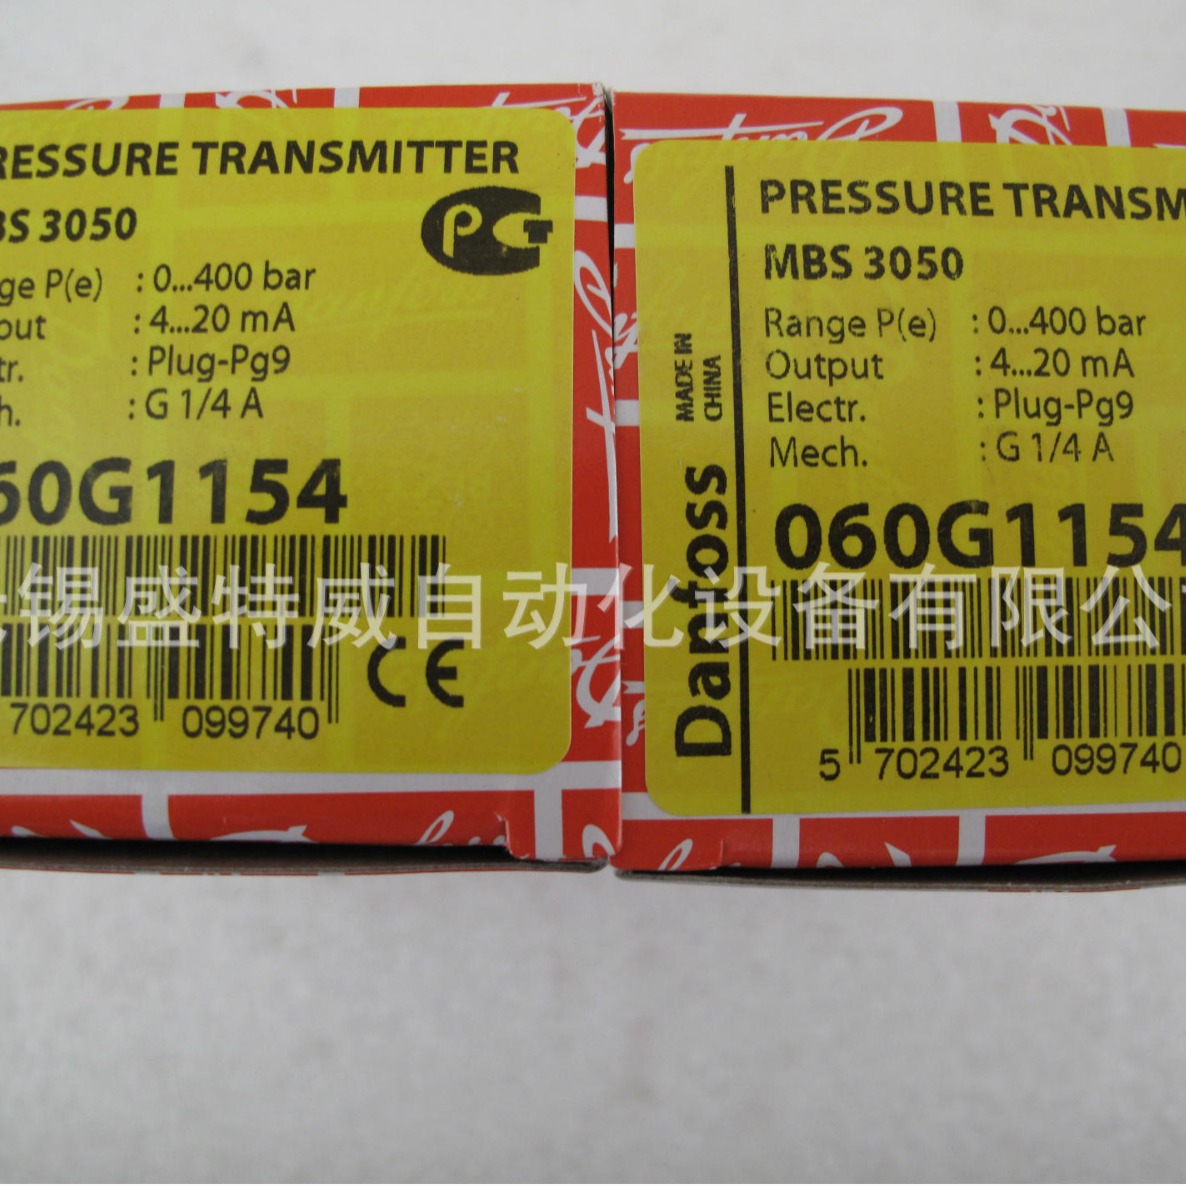 RESSURE TRANSMITTER
BS 3050
ge P(e) : 0...400 bar
out : 4...20 mA
tr. : Plug-Pg9
h. : G 1/4 A
60G1154
702423 099740
CE
PRESSURE TRANSM
MBS 3050
Range P(e) : 0...400 bar
Output : 4...20 mA
Electr. : Plug-Pg9
Mech. : G 1/4 A
060G1154
5 702423 099740
MADE IN
CHINA
Danfoss
锡盛特威自动化设备有限公